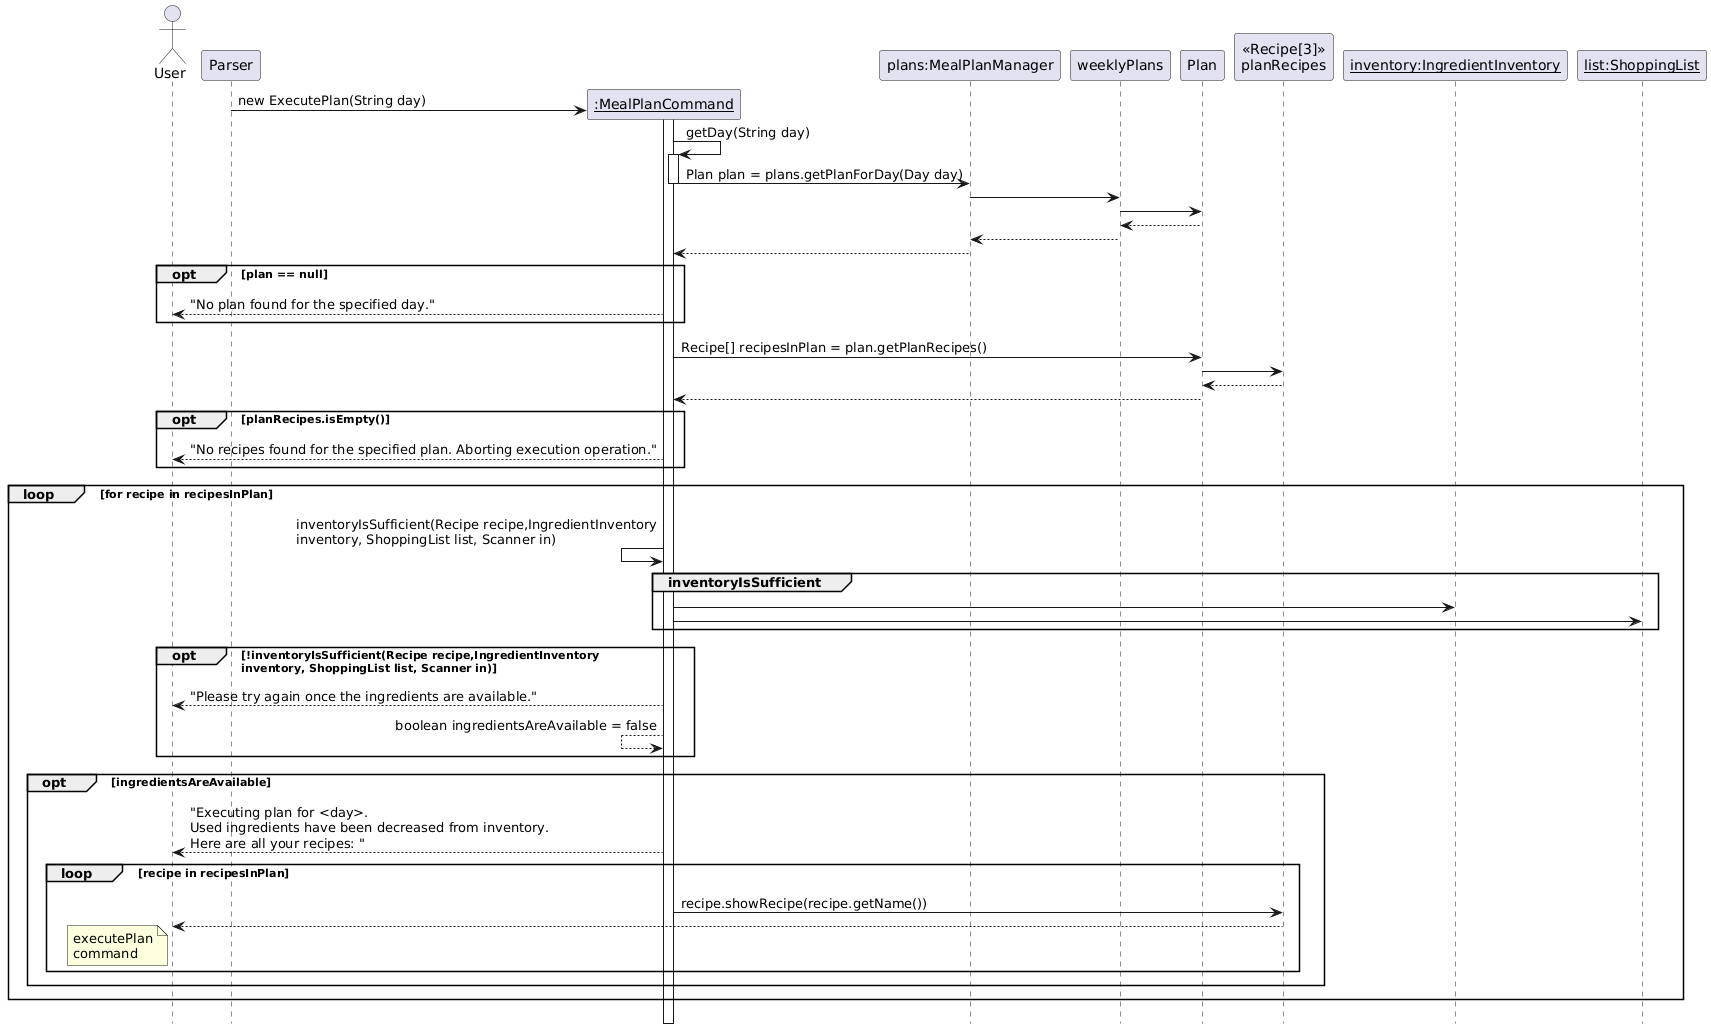 User
Parser
:MealPlanCommand
plans:MealPlanManager
weeklyPlans
Plan
«Recipe[3]»
planRecipes
inventory:IngredientInventory
list:ShoppingList
new ExecutePlan(String day)
getDay(String day)
Plan plan = plans.getPlanForDay(Day day)
opt [plan == null]
"No plan found for the specified day."
Recipe[] recipesInPlan = plan.getPlanRecipes()
opt [planRecipes.isEmpty()]
"No recipes found for the specified plan. Aborting execution operation."
loop [for recipe in recipesInPlan]
inventoryIsSufficient(Recipe recipe,IngredientInventory
inventory, ShoppingList list, Scanner in)
inventoryIsSufficient
opt [!inventoryIsSufficient(Recipe recipe,IngredientInventory
inventory, ShoppingList list, Scanner in)]
"Please try again once the ingredients are available."
boolean ingredientsAreAvailable = false
opt [ingredientsAreAvailable]
"Executing plan for <day>.
Used ingredients have been decreased from inventory.
Here are all your recipes: "
loop [recipe in recipesInPlan]
recipe.showRecipe(recipe.getName())
executePlan
command